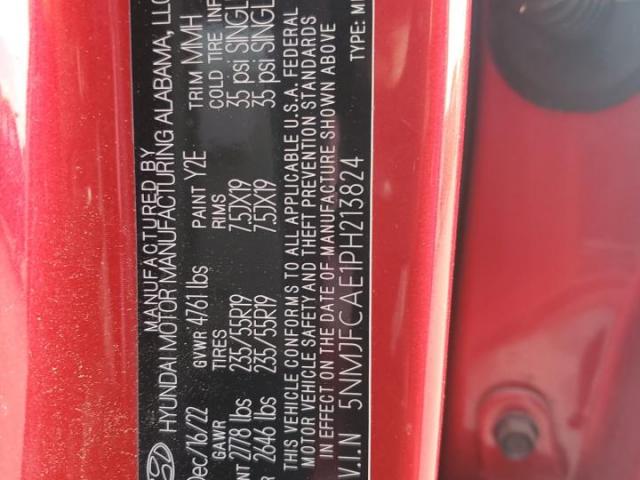 MANUFACTURED BY
HYUNDAI MOTOR MANUFACTURING ALABAMA, LLC
Dec/16/22 PAINT Y2E TRIM MMH
GVWR 4761 lbs
GAWR TIRES RIMS COLD TIRE INF
NT 2778 lbs 235/55R19 7.5JX19 35 psi SINGL
R 2646 lbs 235/55R19 7.5JX19 35 psi SINGL
THIS VEHICLE CONFORMS TO ALL APPLICABLE U.S.A. FEDERAL
MOTOR VEHICLE SAFETY AND THEFT PREVENTION STANDARDS
IN EFFECT ON THE DATE OF MANUFACTURE SHOWN ABOVE
V.I.N 5NMJFCAE1PH213824 TYPE: M